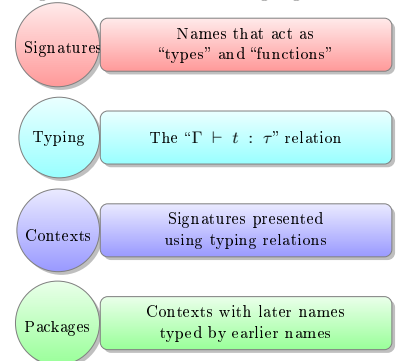 Signatures
Names that act as
“types” and “functions”
Typing
The “Γ ⊢ t : τ” relation
Contexts
Signatures presented
using typing relations
Packages
Contexts with later names
typed by earlier names